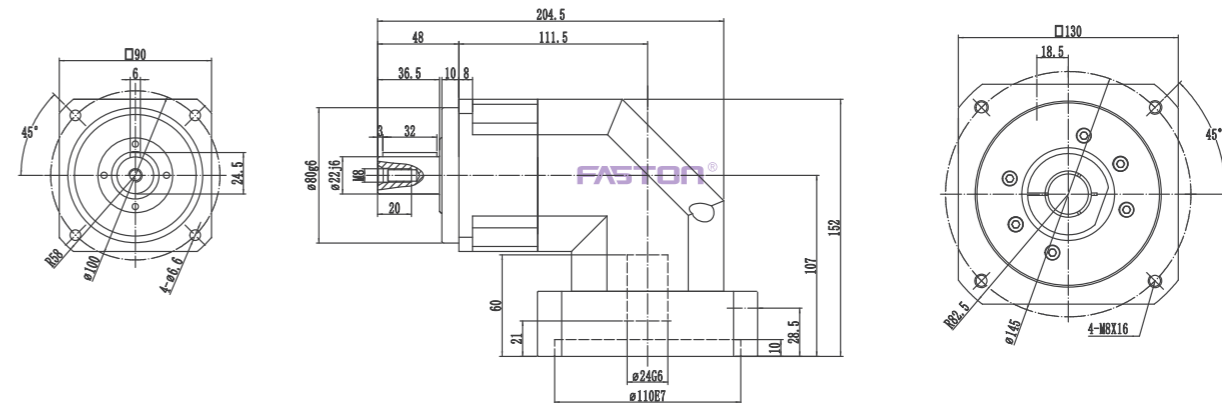 □90
6
45°
24.5
R58
ø100
4-ø6.6
204.5
48
111.5
36.5
10
8
3
32
ø80g6
ø22j6
M8
20
FASTON®
152
107
60
21
28.5
10
ø24G6
ø110E7
□130
18.5
45°
R82.5
ø145
4-M8X16